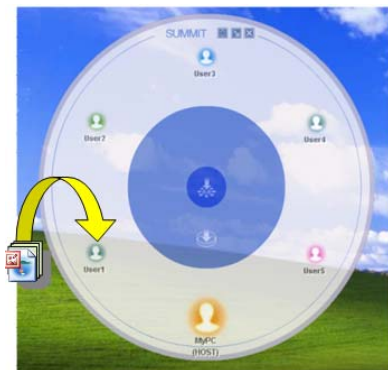 SUMMIT
User3
User2
User4
User1
User5
MyPC
(HOST)